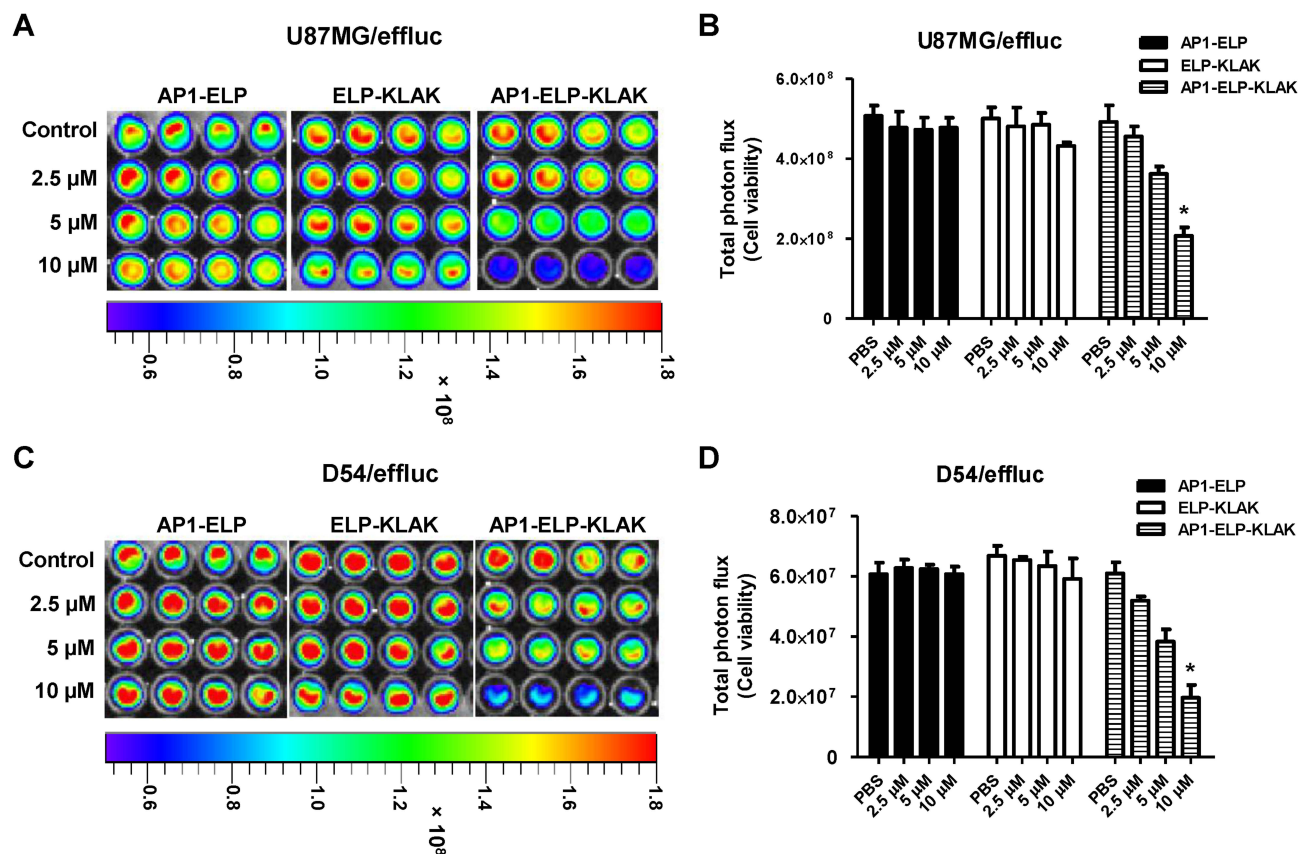 A
U87MG/effluc
AP1-ELP ELP-KLAK AP1-ELP-KLAK
Control
2.5 µM
5 µM
10 µM
0.6 1.0 1.2 1.4 1.8
× 10⁸
B
U87MG/effluc
AP1-ELP
ELP-KLAK
AP1-ELP-KLAK
Total photon flux
(Cell viability)
6.0×10⁸
4.0×10⁸
2.0×10⁸
0
*
PBS 2.5 µM 5 µM 10 µM PBS 2.5 µM 5 µM 10 µM PBS 2.5 µM 5 µM 10 µM
C
D54/effluc
AP1-ELP ELP-KLAK AP1-ELP-KLAK
Control
2.5 µM
5 µM
10 µM
0.6 1.0 1.2 1.4 1.8
× 10⁸
D
D54/effluc
AP1-ELP
ELP-KLAK
AP1-ELP-KLAK
Total photon flux
(Cell viability)
8.0×10⁷
6.0×10⁷
4.0×10⁷
2.0×10⁷
0
*
PBS 2.5 µM 5 µM 10 µM PBS 2.5 µM 5 µM 10 µM PBS 2.5 µM 5 µM 10 µM